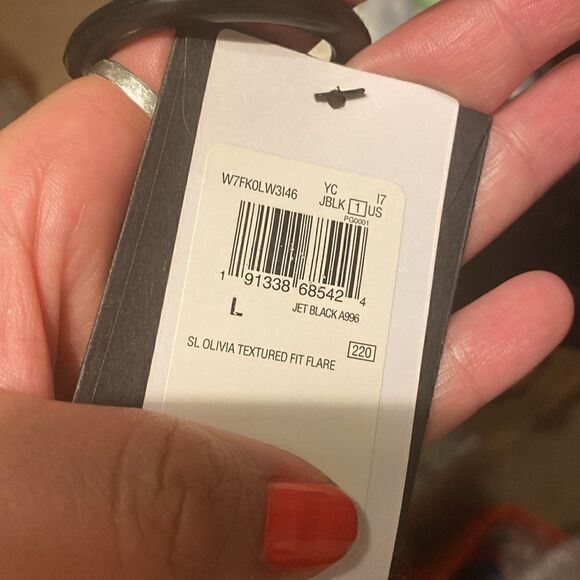 W7FK0LW3I46 YC I7
JBLK 1 US
PG0001
1 91338 68542 4
L JET BLACK A996
SL OLIVIA TEXTURED FIT FLARE 220